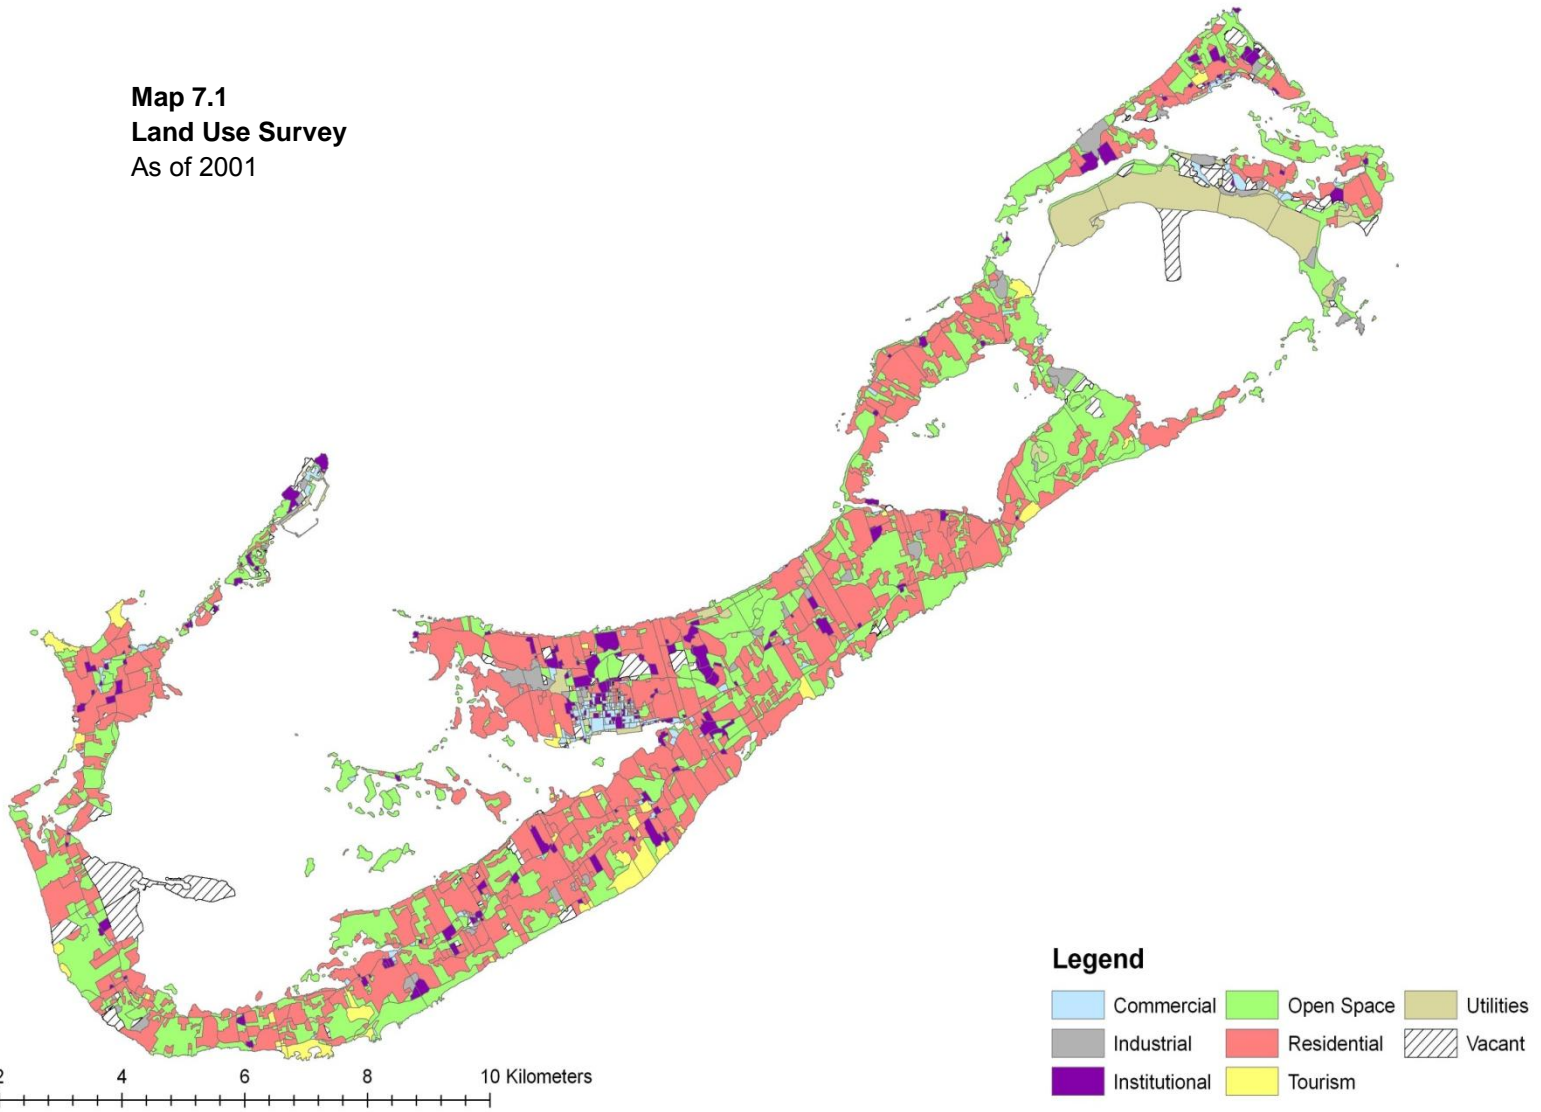 Map 7.1
Land Use Survey
As of 2001
Legend
Commercial Open Space Utilities
Industrial Residential Vacant
Institutional Tourism
2 4 6 8 10 Kilometers